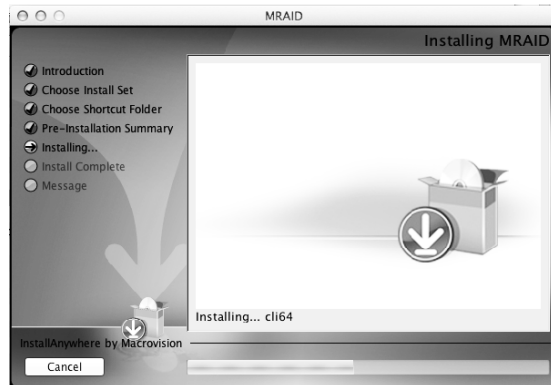 MRAID
Installing MRAID
Introduction
Choose Install Set
Choose Shortcut Folder
Pre-Installation Summary
Installing...
Install Complete
Message
Installing... cli64
InstallAnywhere by Macrovision
Cancel